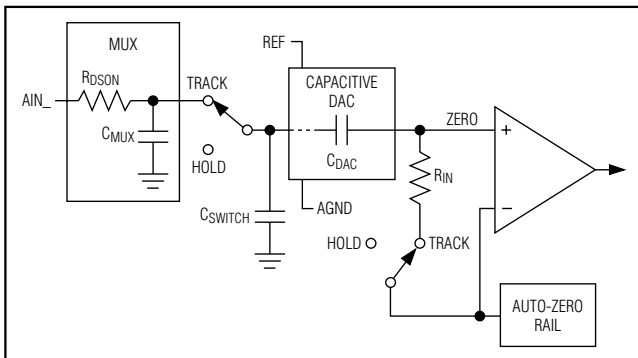 MUX
REF
RDSON
TRACK
CAPACITIVE
DAC
AIN_
ZERO
+
CMUX
CDAC
HOLD
RIN
−
CSWITCH
AGND
HOLD
TRACK
AUTO-ZERO
RAIL